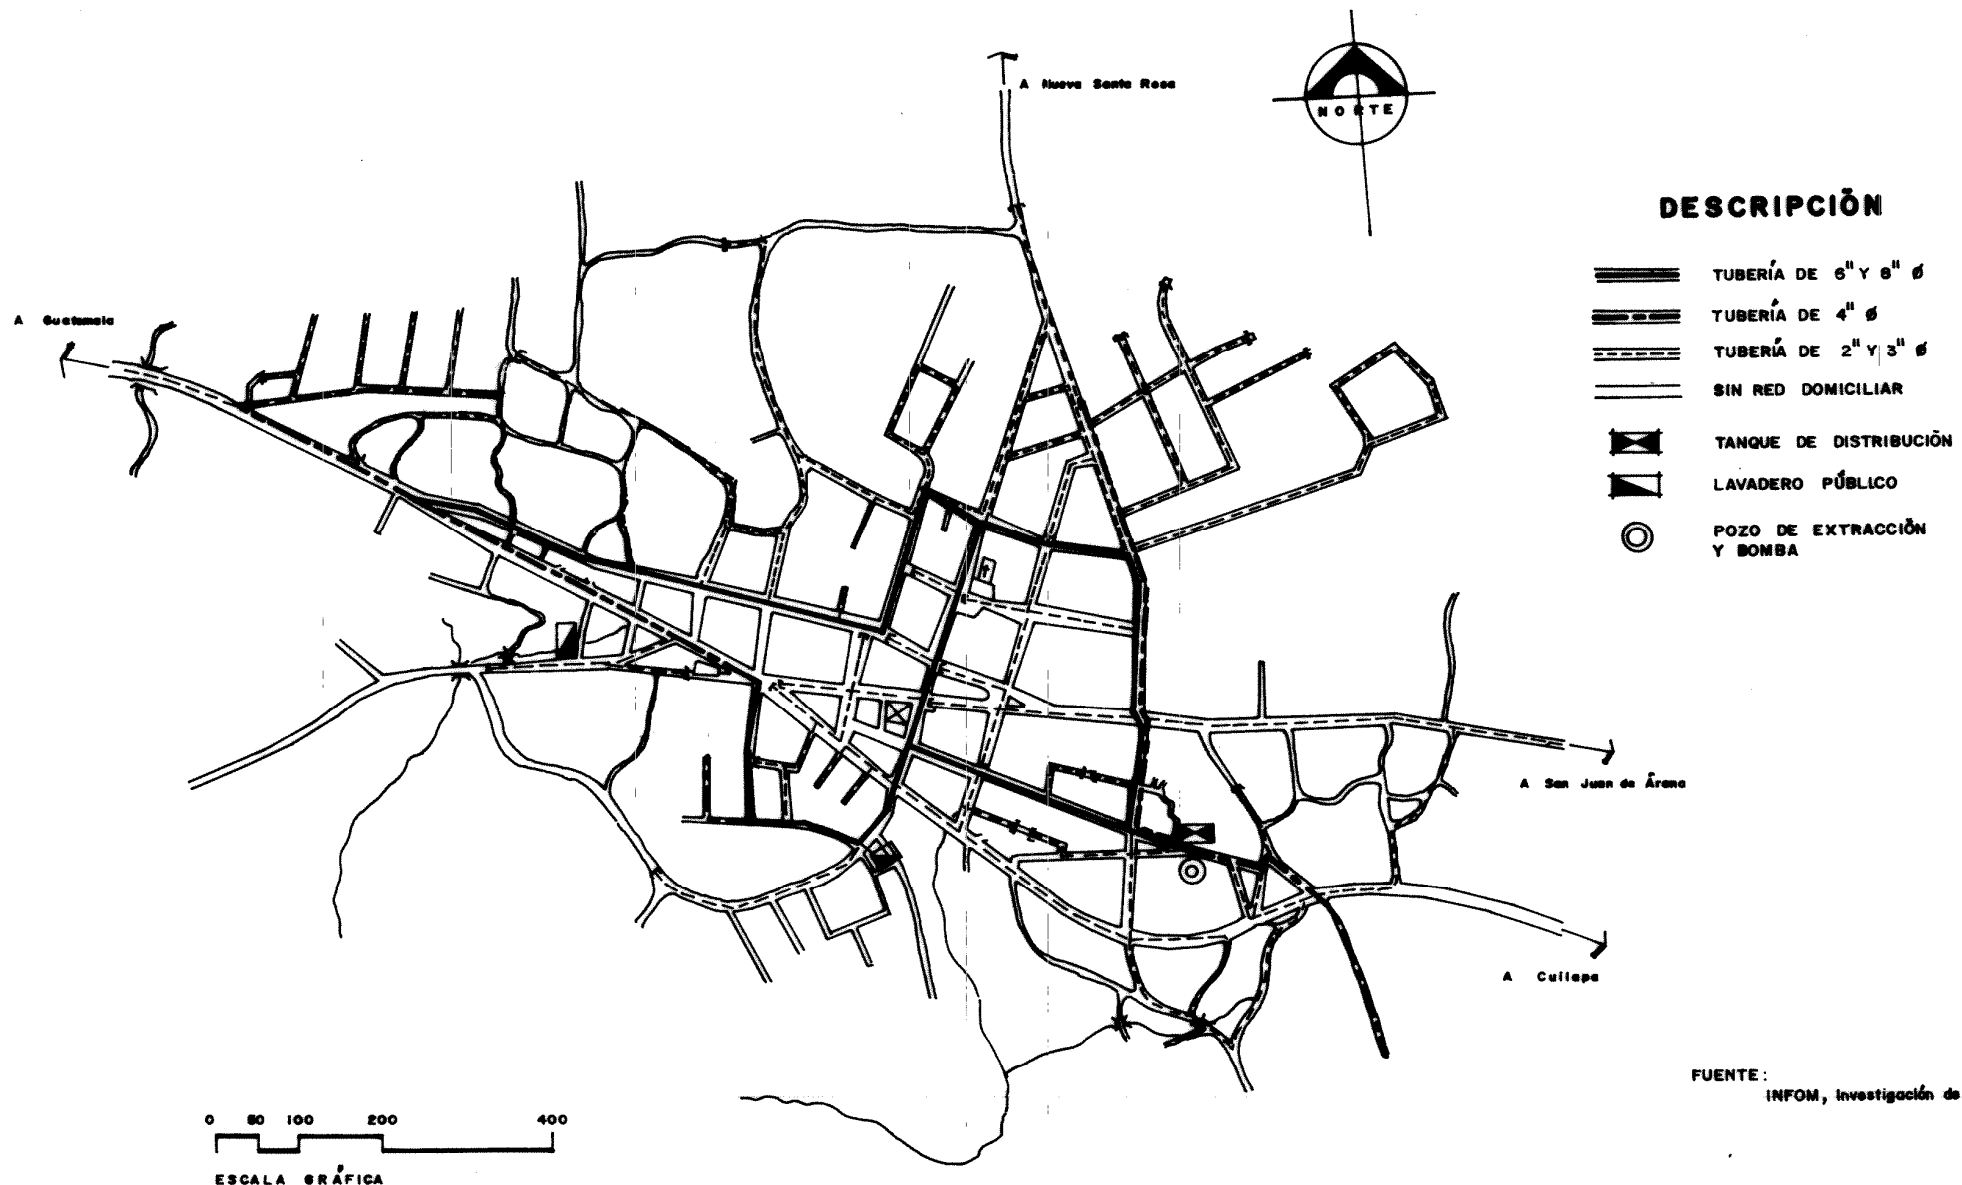 A Nueva Santa Rosa
NORTE
DESCRIPCIÓN
TUBERÍA DE 6" Y 8" Ø
A Guatemala
TUBERÍA DE 4" Ø
TUBERÍA DE 2" Y 3" Ø
SIN RED DOMICILIAR
TANQUE DE DISTRIBUCIÓN
LAVADERO PÚBLICO
POZO DE EXTRACCIÓN
Y BOMBA
A San Juan de Árana
A Cuilapa
FUENTE:
INFOM, Investigación de
0 50 100 200 400
ESCALA GRÁFICA